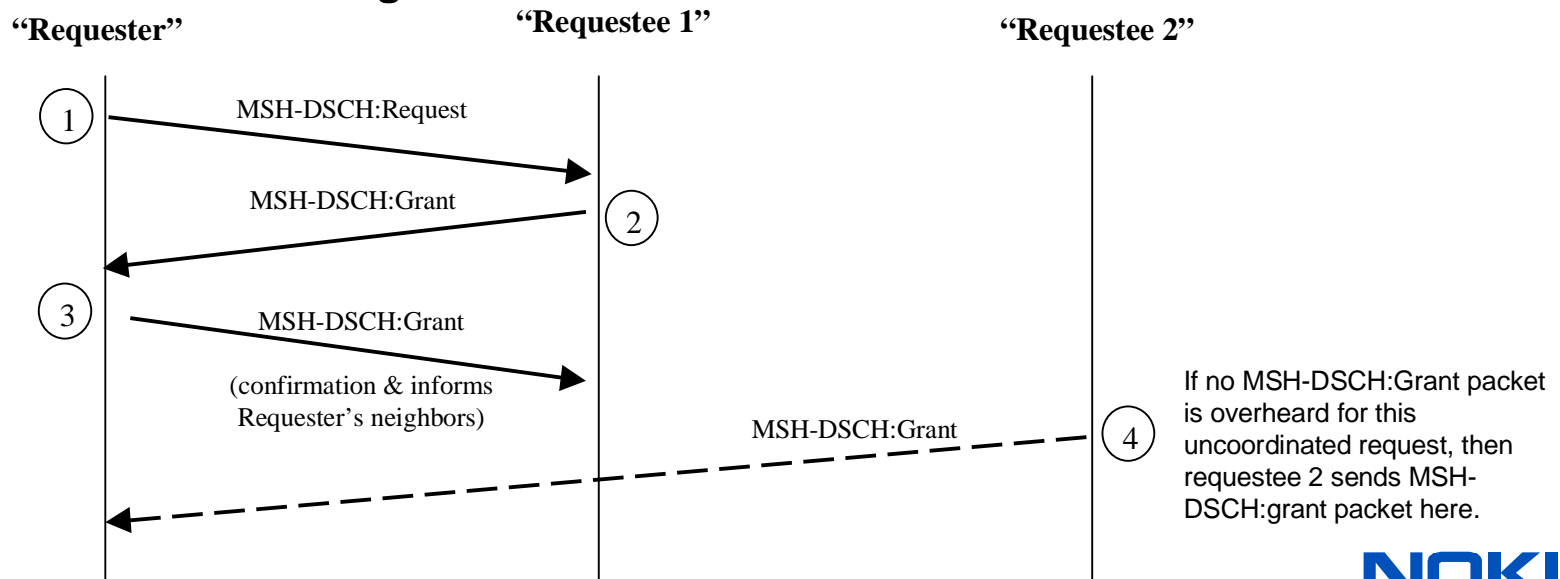 “Requester”
“Requestee 1”
“Requestee 2”
1
MSH-DSCH:Request
MSH-DSCH:Grant
2
3
MSH-DSCH:Grant
(confirmation & informs
Requester’s neighbors)
MSH-DSCH:Grant
4
If no MSH-DSCH:Grant packet
is overheard for this
uncoordinated request, then
requestee 2 sends MSH-
DSCH:grant packet here.